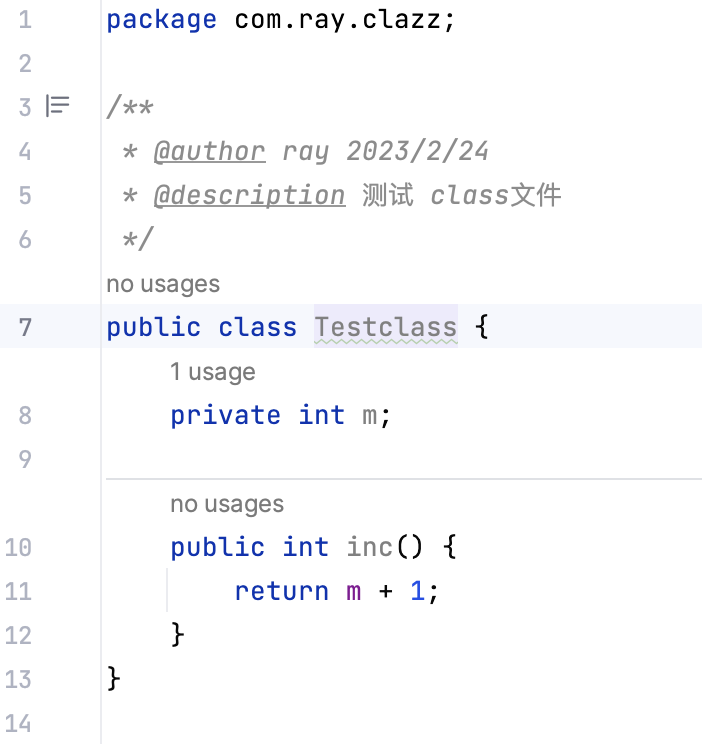 1 package com.ray.clazz;
2
3 /**
4 * @author ray 2023/2/24
5 * @description 测试 class文件
6 */
no usages
7 public class Testclass {
1 usage
8 private int m;
9
no usages
10 public int inc() {
11 return m + 1;
12 }
13 }
14